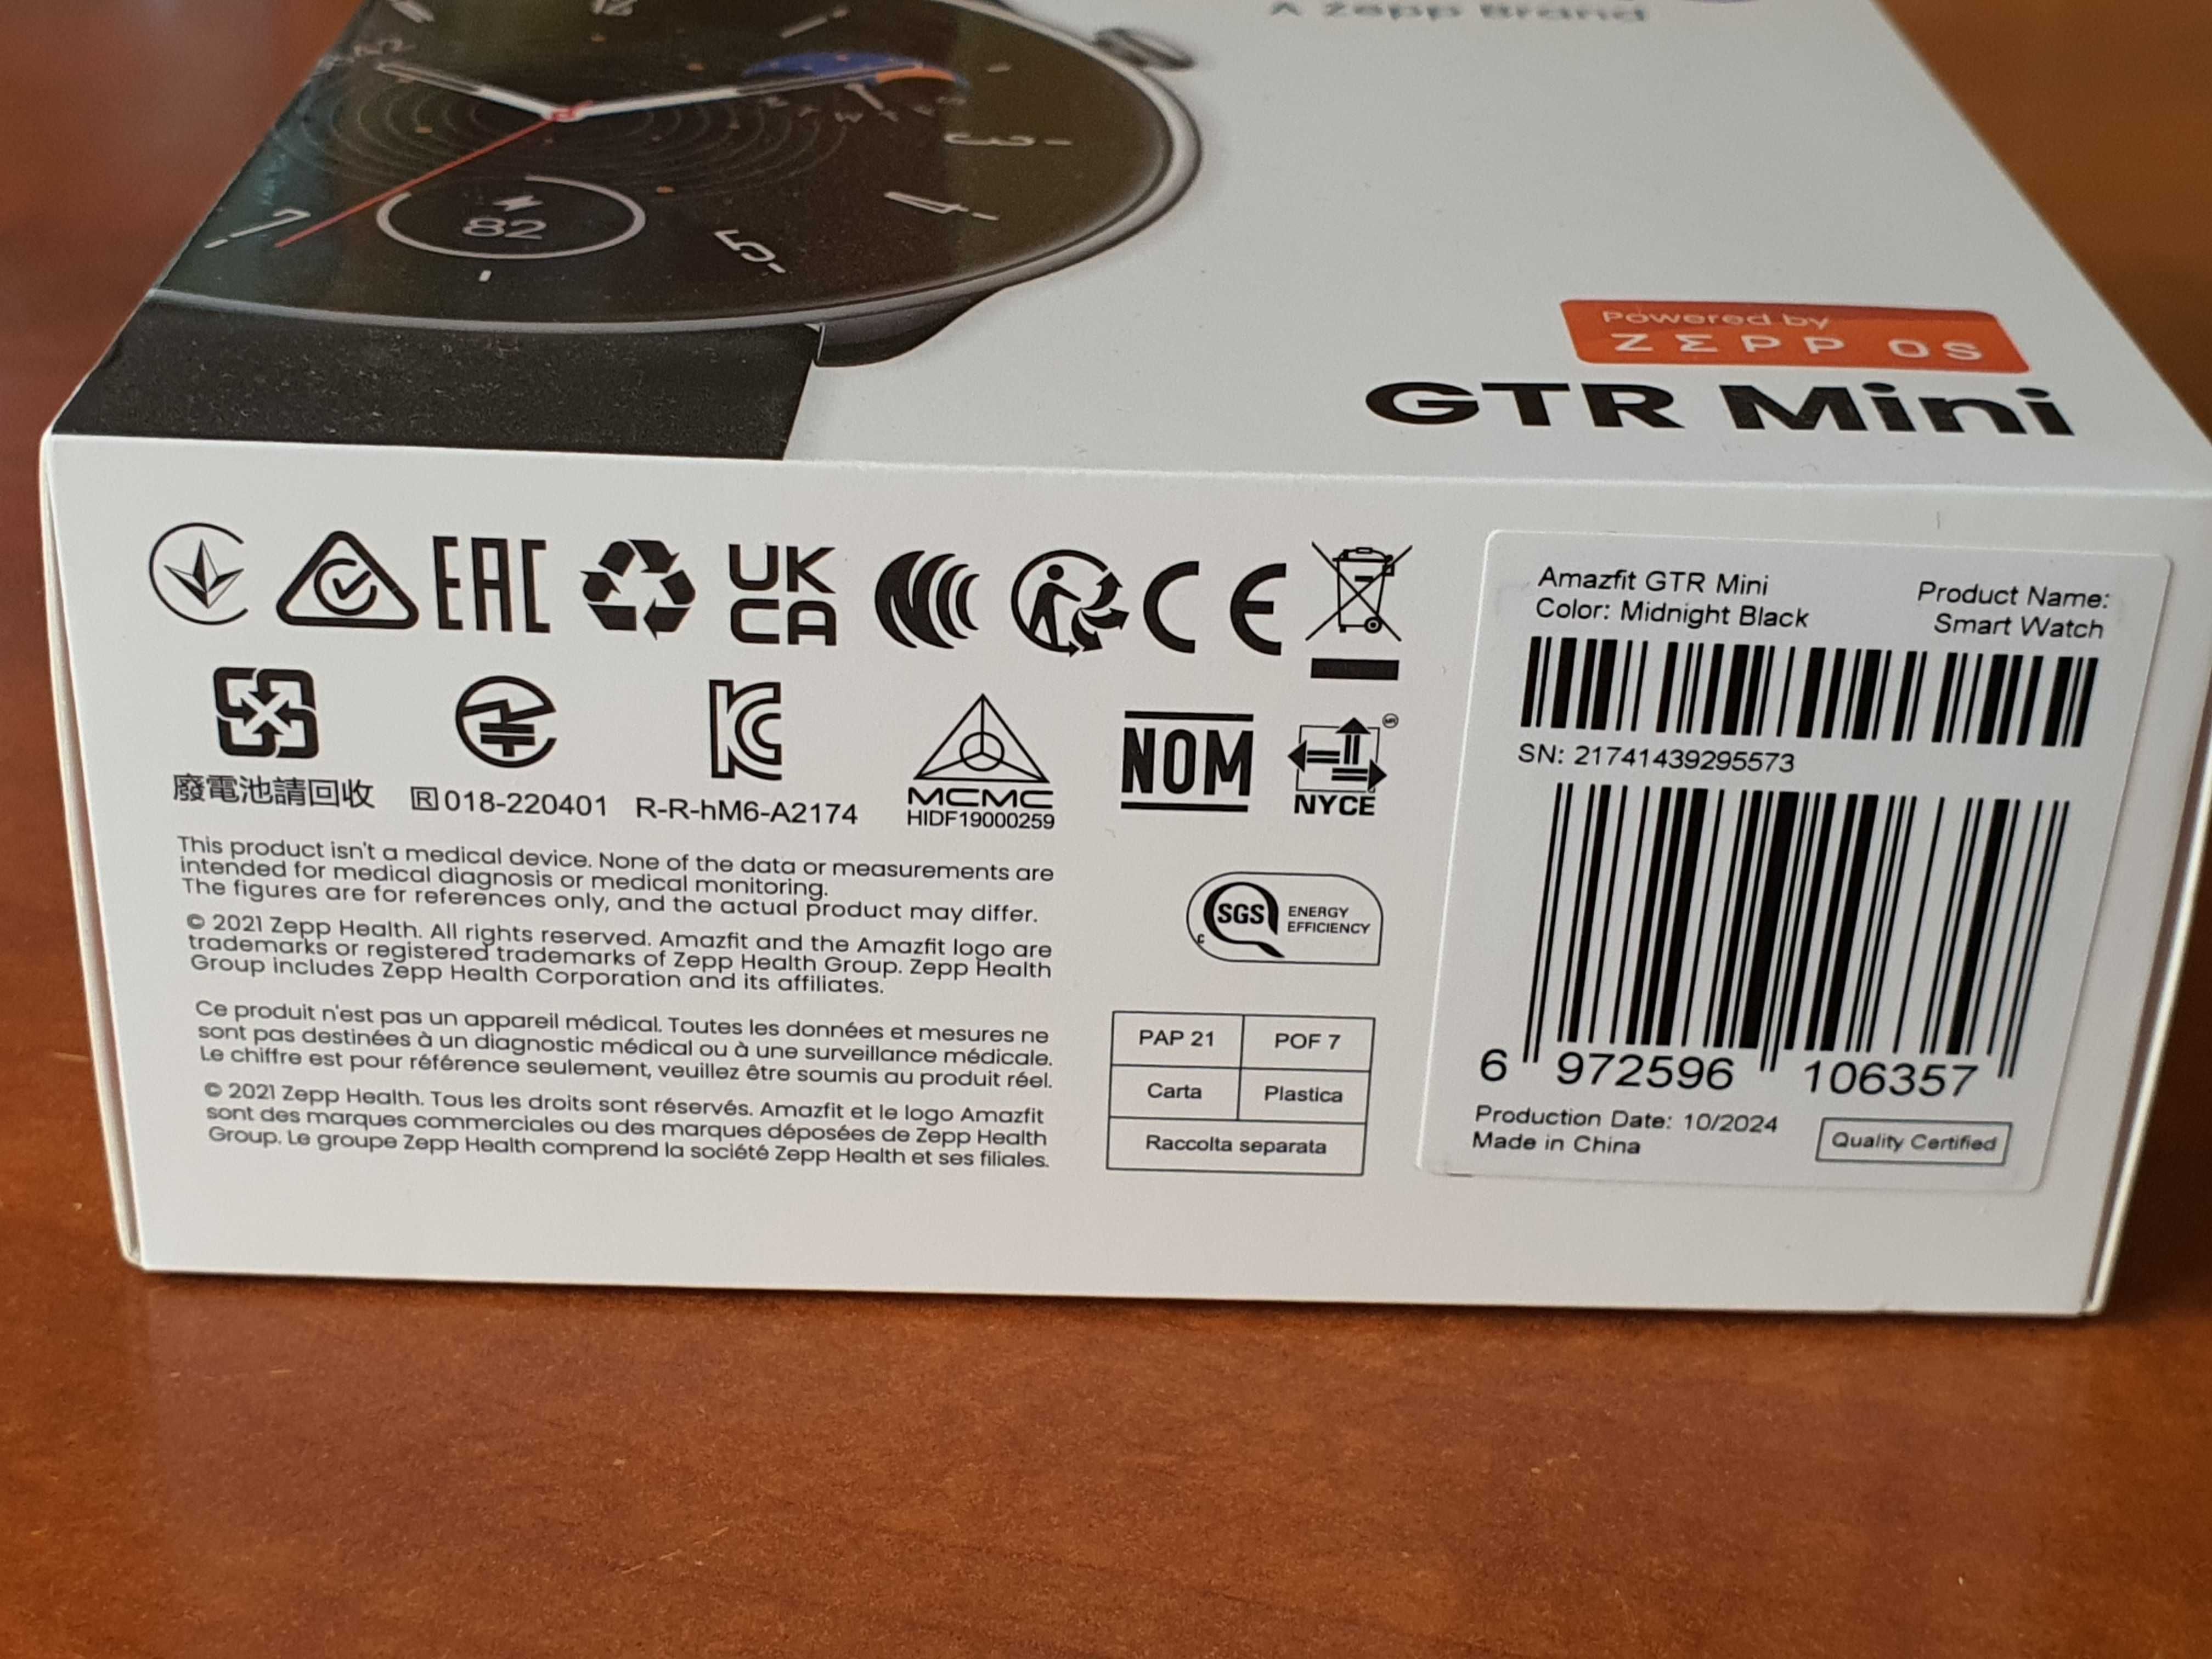 A Zepp Brand
12
3
4
5
7
82
Powered by
ZΣPP OS
GTR Mini
EAC
UK
CA
CE
廢電池請回收
R 018-220401
R-R-hM6-A2174
MCMC
HIDF19000259
NOM
NYCE
This product isn't a medical device. None of the data or measurements are
intended for medical diagnosis or medical monitoring.
The figures are for references only, and the actual product may differ.
© 2021 Zepp Health. All rights reserved. Amazfit and the Amazfit logo are
trademarks or registered trademarks of Zepp Health Group. Zepp Health
Group includes Zepp Health Corporation and its affiliates.
Ce produit n'est pas un appareil médical. Toutes les données et mesures ne
sont pas destinées à un diagnostic médical ou à une surveillance médicale.
Le chiffre est pour référence seulement, veuillez être soumis au produit réel.
© 2021 Zepp Health. Tous les droits sont réservés. Amazfit et le logo Amazfit
sont des marques commerciales ou des marques déposées de Zepp Health
Group. Le groupe Zepp Health comprend la société Zepp Health et ses filiales.
SGS ENERGY
EFFICIENCY
PAP 21 POF 7
Carta Plastica
Raccolta separata
Amazfit GTR Mini
Color: Midnight Black
Product Name:
Smart Watch
SN: 21741439295573
6 972596 106357
Production Date: 10/2024
Made in China
Quality Certified